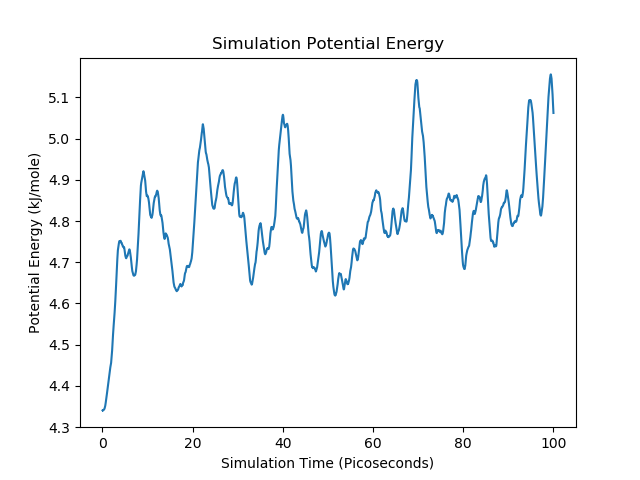 Simulation Potential Energy
Potential Energy (kJ/mole)
5.1
5.0
4.9
4.8
4.7
4.6
4.5
4.4
4.3
0 20 40 60 80 100
Simulation Time (Picoseconds)